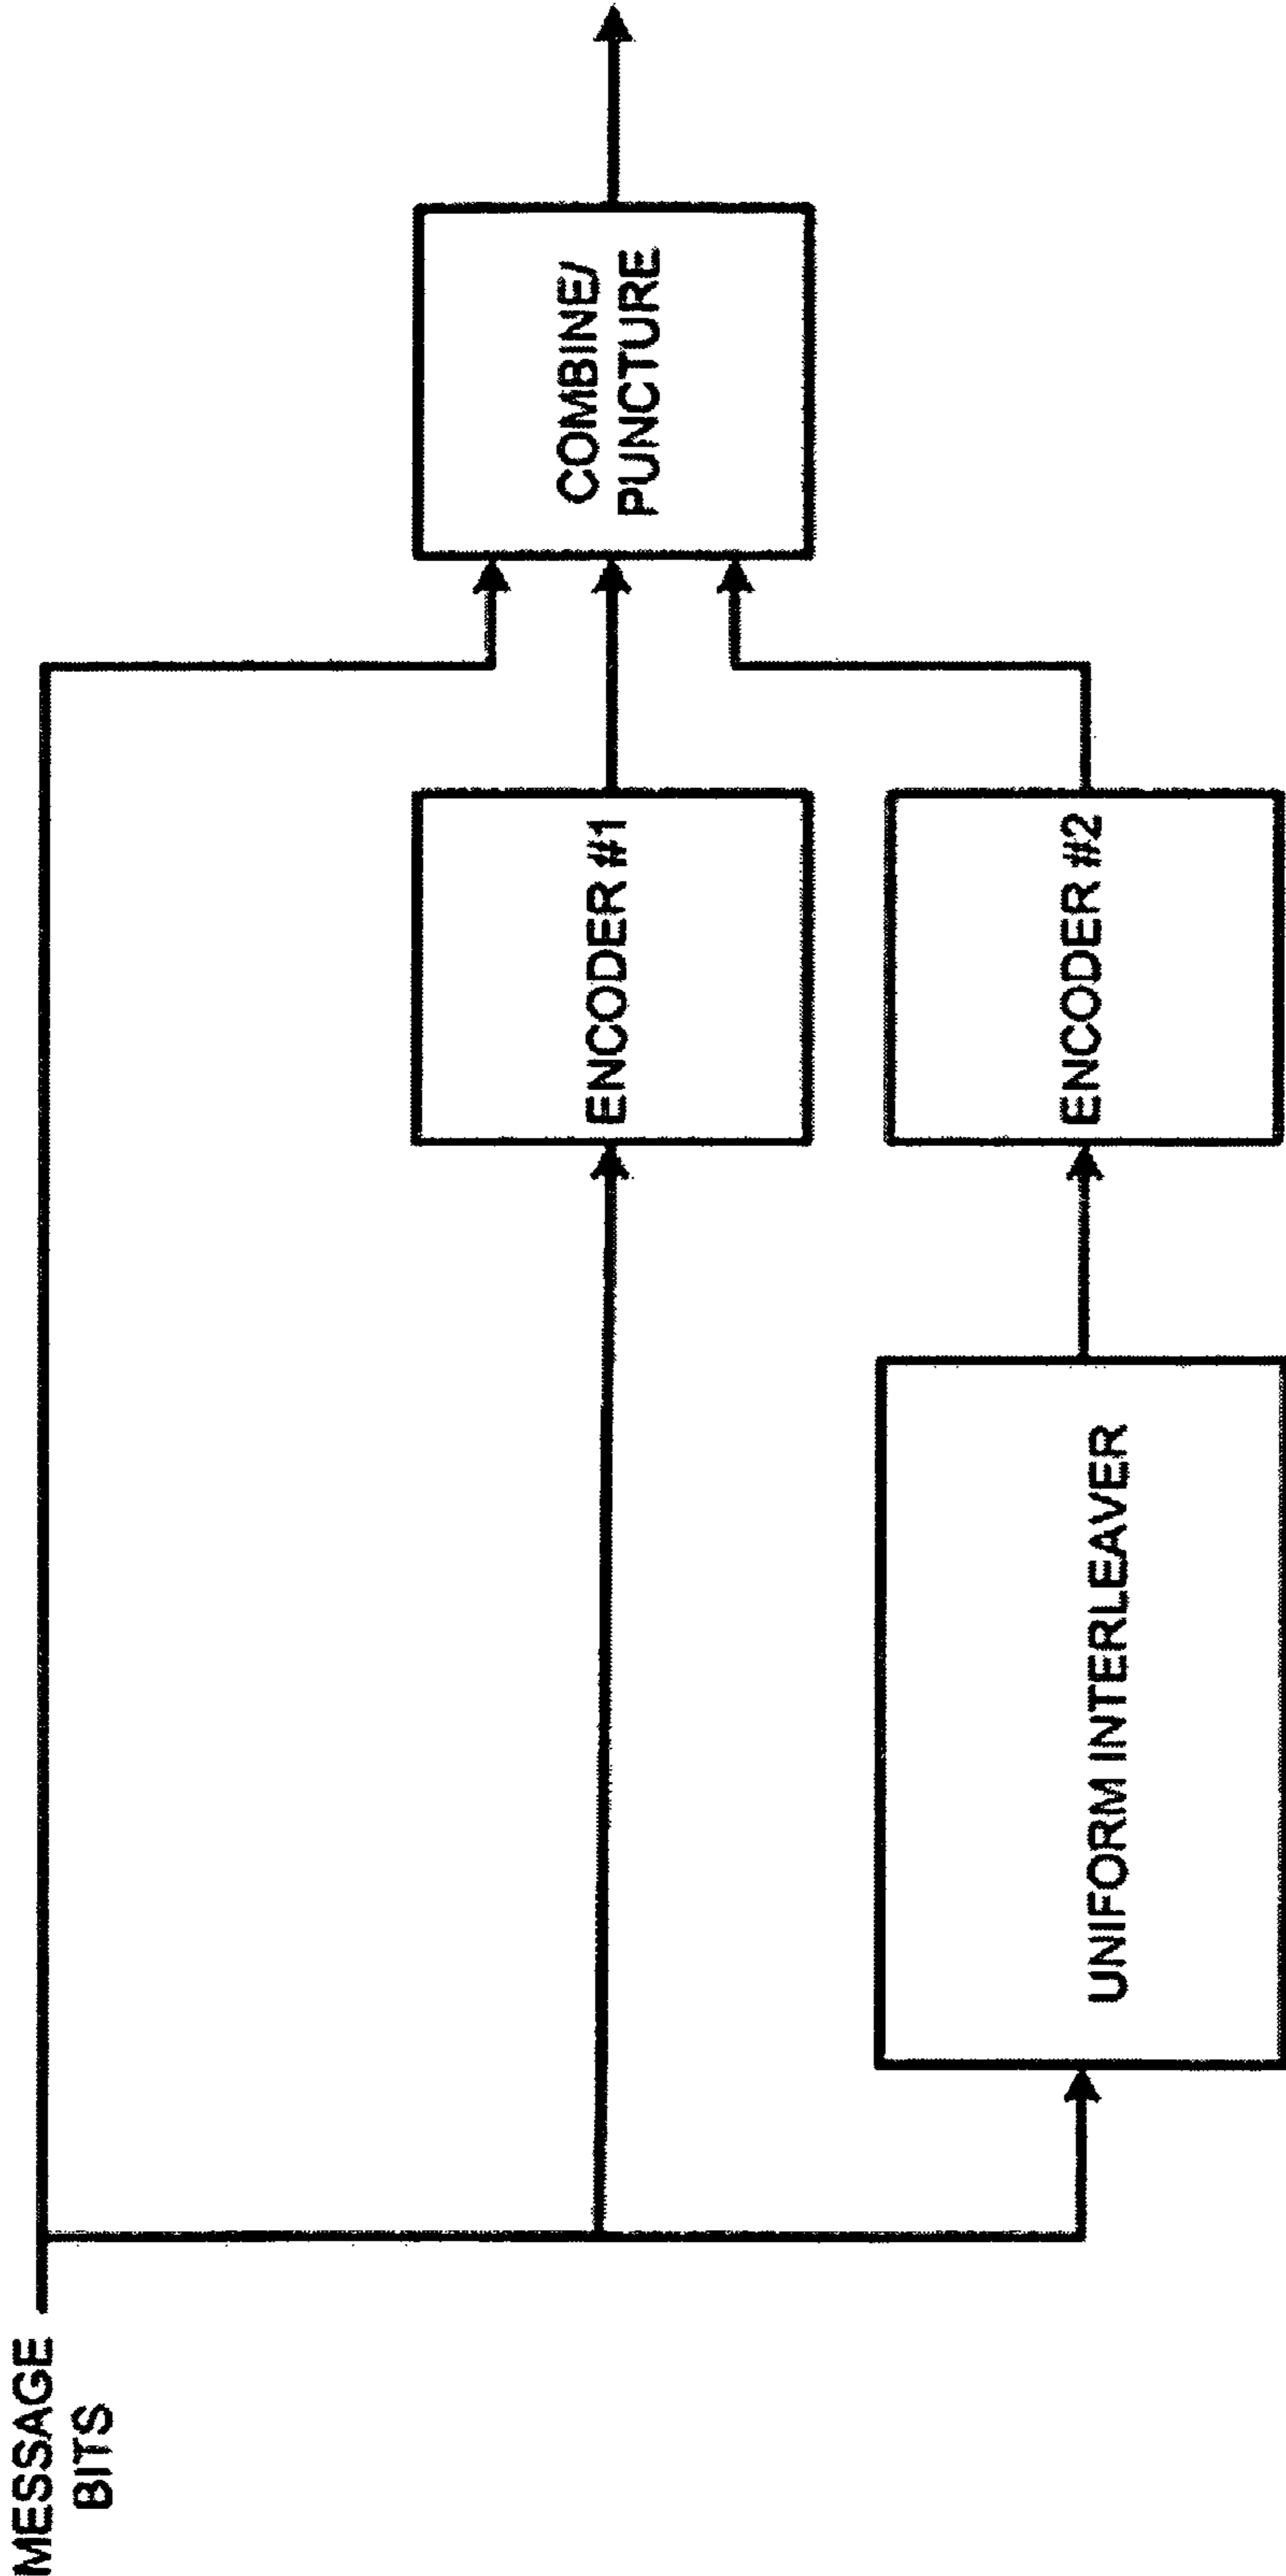 MESSAGE
BITS
UNIFORM INTERLEAVER
ENCODER #1
ENCODER #2
COMBINE/
PUNCTURE